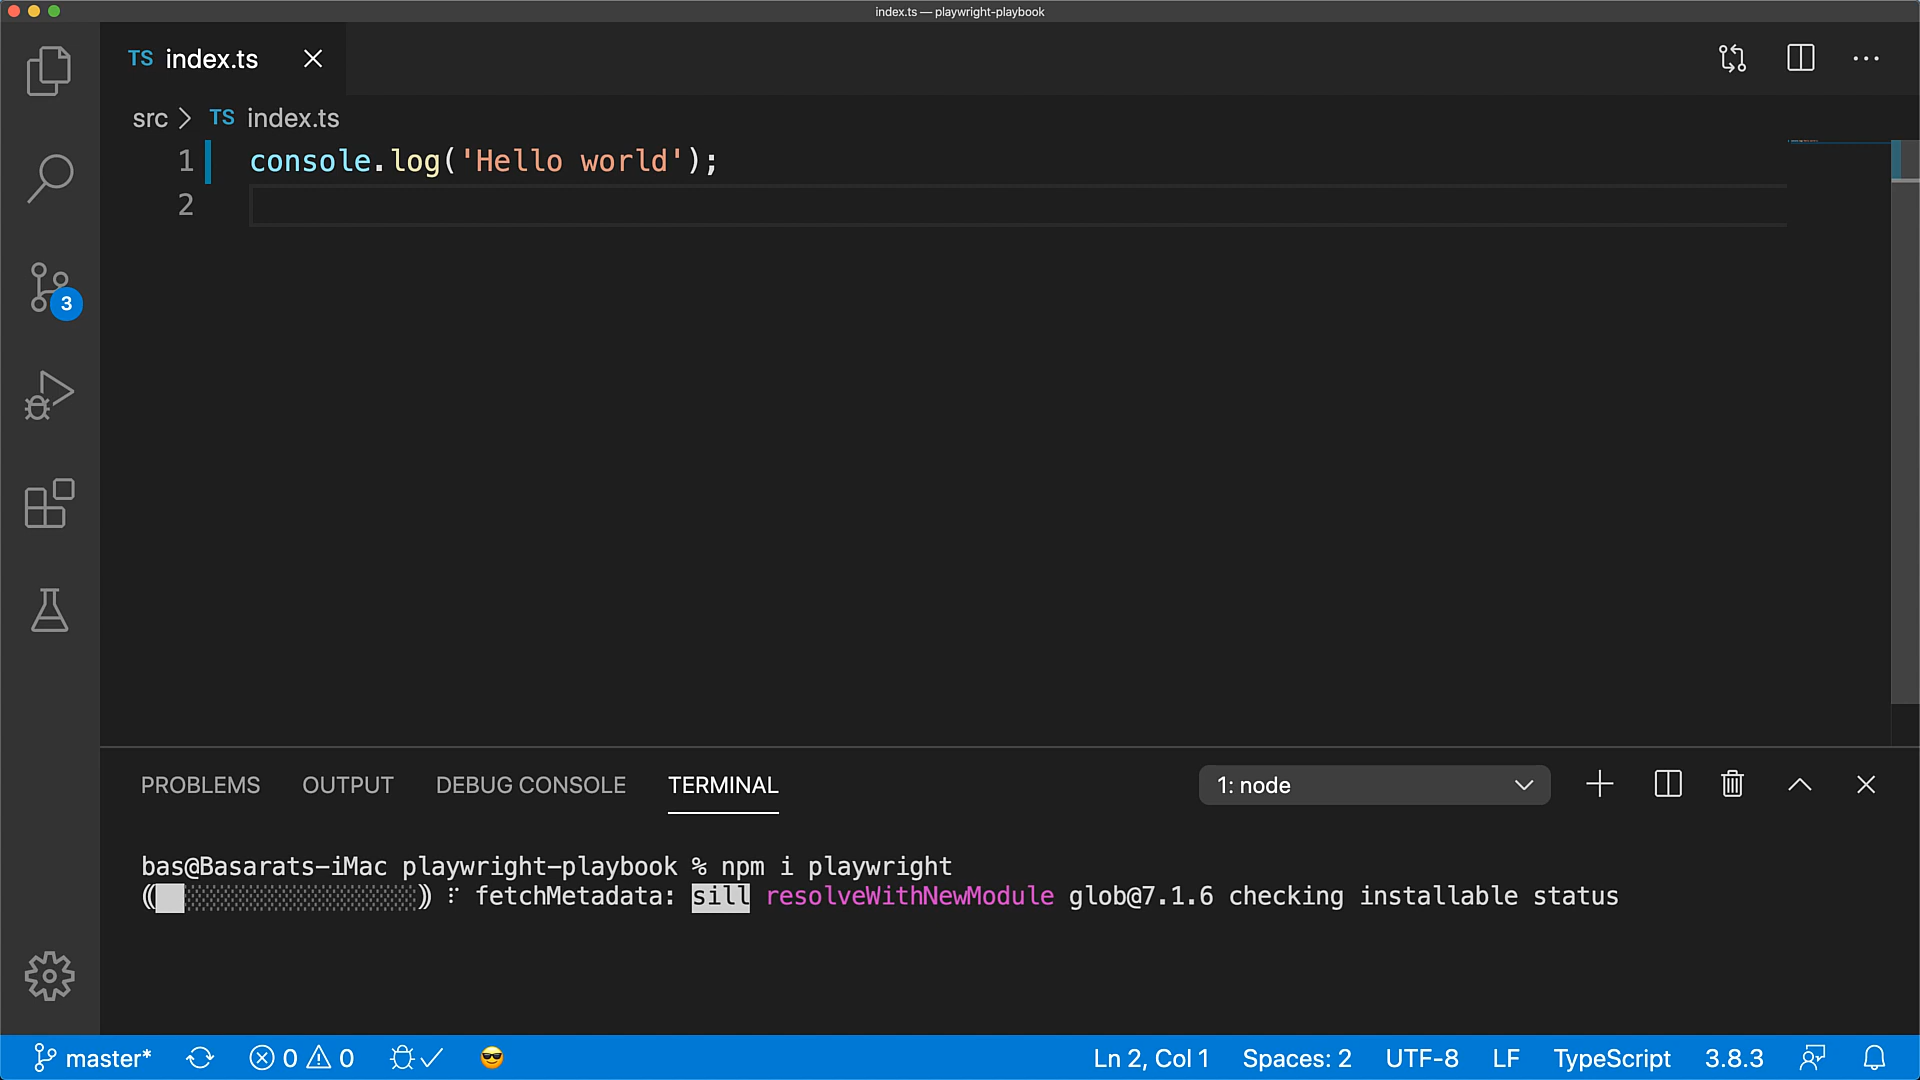 index.ts — playwright-playbook
TS index.ts
src > TS index.ts
1 console.log('Hello world');
2
3
PROBLEMS OUTPUT DEBUG CONSOLE TERMINAL 1: node
bas@Basarats-iMac playwright-playbook % npm i playwright
fetchMetadata: sill resolveWithNewModule glob@7.1.6 checking installable status
master* 0 0 Ln 2, Col 1 Spaces: 2 UTF-8 LF TypeScript 3.8.3